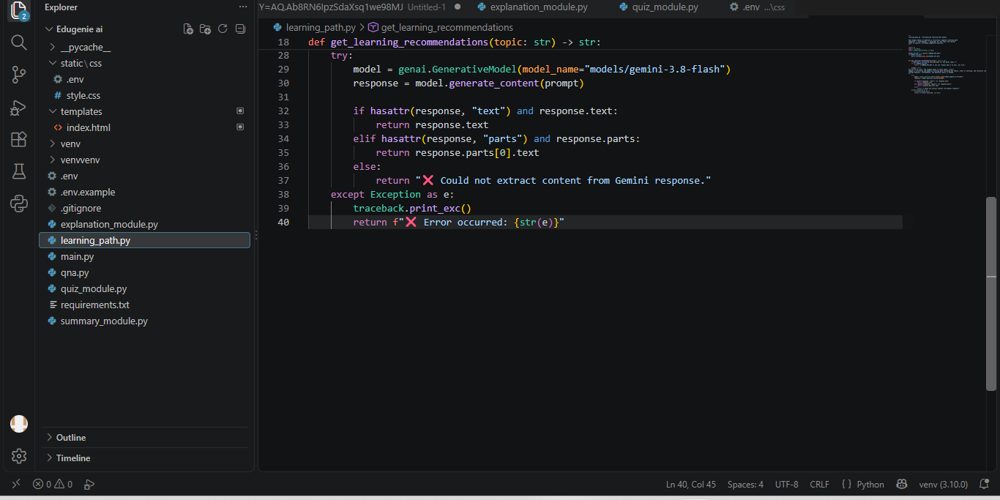 Explorer
Edugenie ai
__pycache__
static\css
.env
style.css
templates
index.html
venv
venvvenv
.env
.env.example
.gitignore
explanation_module.py
learning_path.py
main.py
qna.py
quiz_module.py
requirements.txt
summary_module.py
Outline
Timeline
2
Untitled-1
explanation_module.py
quiz_module.py
.env ...\css
learning_path.py > get_learning_recommendations
18 def get_learning_recommendations(topic: str) -> str:
28 try:
29 model = genai.GenerativeModel(model_name="models/gemini-3.8-flash")
30 response = model.generate_content(prompt)
31
32 if hasattr(response, "text") and response.text:
33 return response.text
34 elif hasattr(response, "parts") and response.parts:
35 return response.parts[0].text
36 else:
37 return "❌ Could not extract content from Gemini response."
38 except Exception as e:
39 traceback.print_exc()
40 return f"❌ Error occurred: {str(e)}"
0 0
Ln 40, Col 45 Spaces: 4 UTF-8 CRLF { } Python venv (3.10.0)